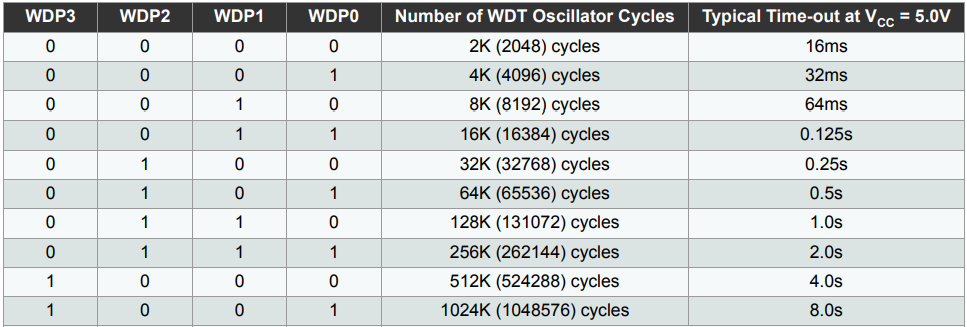 WDP3 WDP2 WDP1 WDP0 Number of WDT Oscillator Cycles Typical Time-out at VCC = 5.0V
0 0 0 0 2K (2048) cycles 16ms
0 0 0 1 4K (4096) cycles 32ms
0 0 1 0 8K (8192) cycles 64ms
0 0 1 1 16K (16384) cycles 0.125s
0 1 0 0 32K (32768) cycles 0.25s
0 1 0 1 64K (65536) cycles 0.5s
0 1 1 0 128K (131072) cycles 1.0s
0 1 1 1 256K (262144) cycles 2.0s
1 0 0 0 512K (524288) cycles 4.0s
1 0 0 1 1024K (1048576) cycles 8.0s